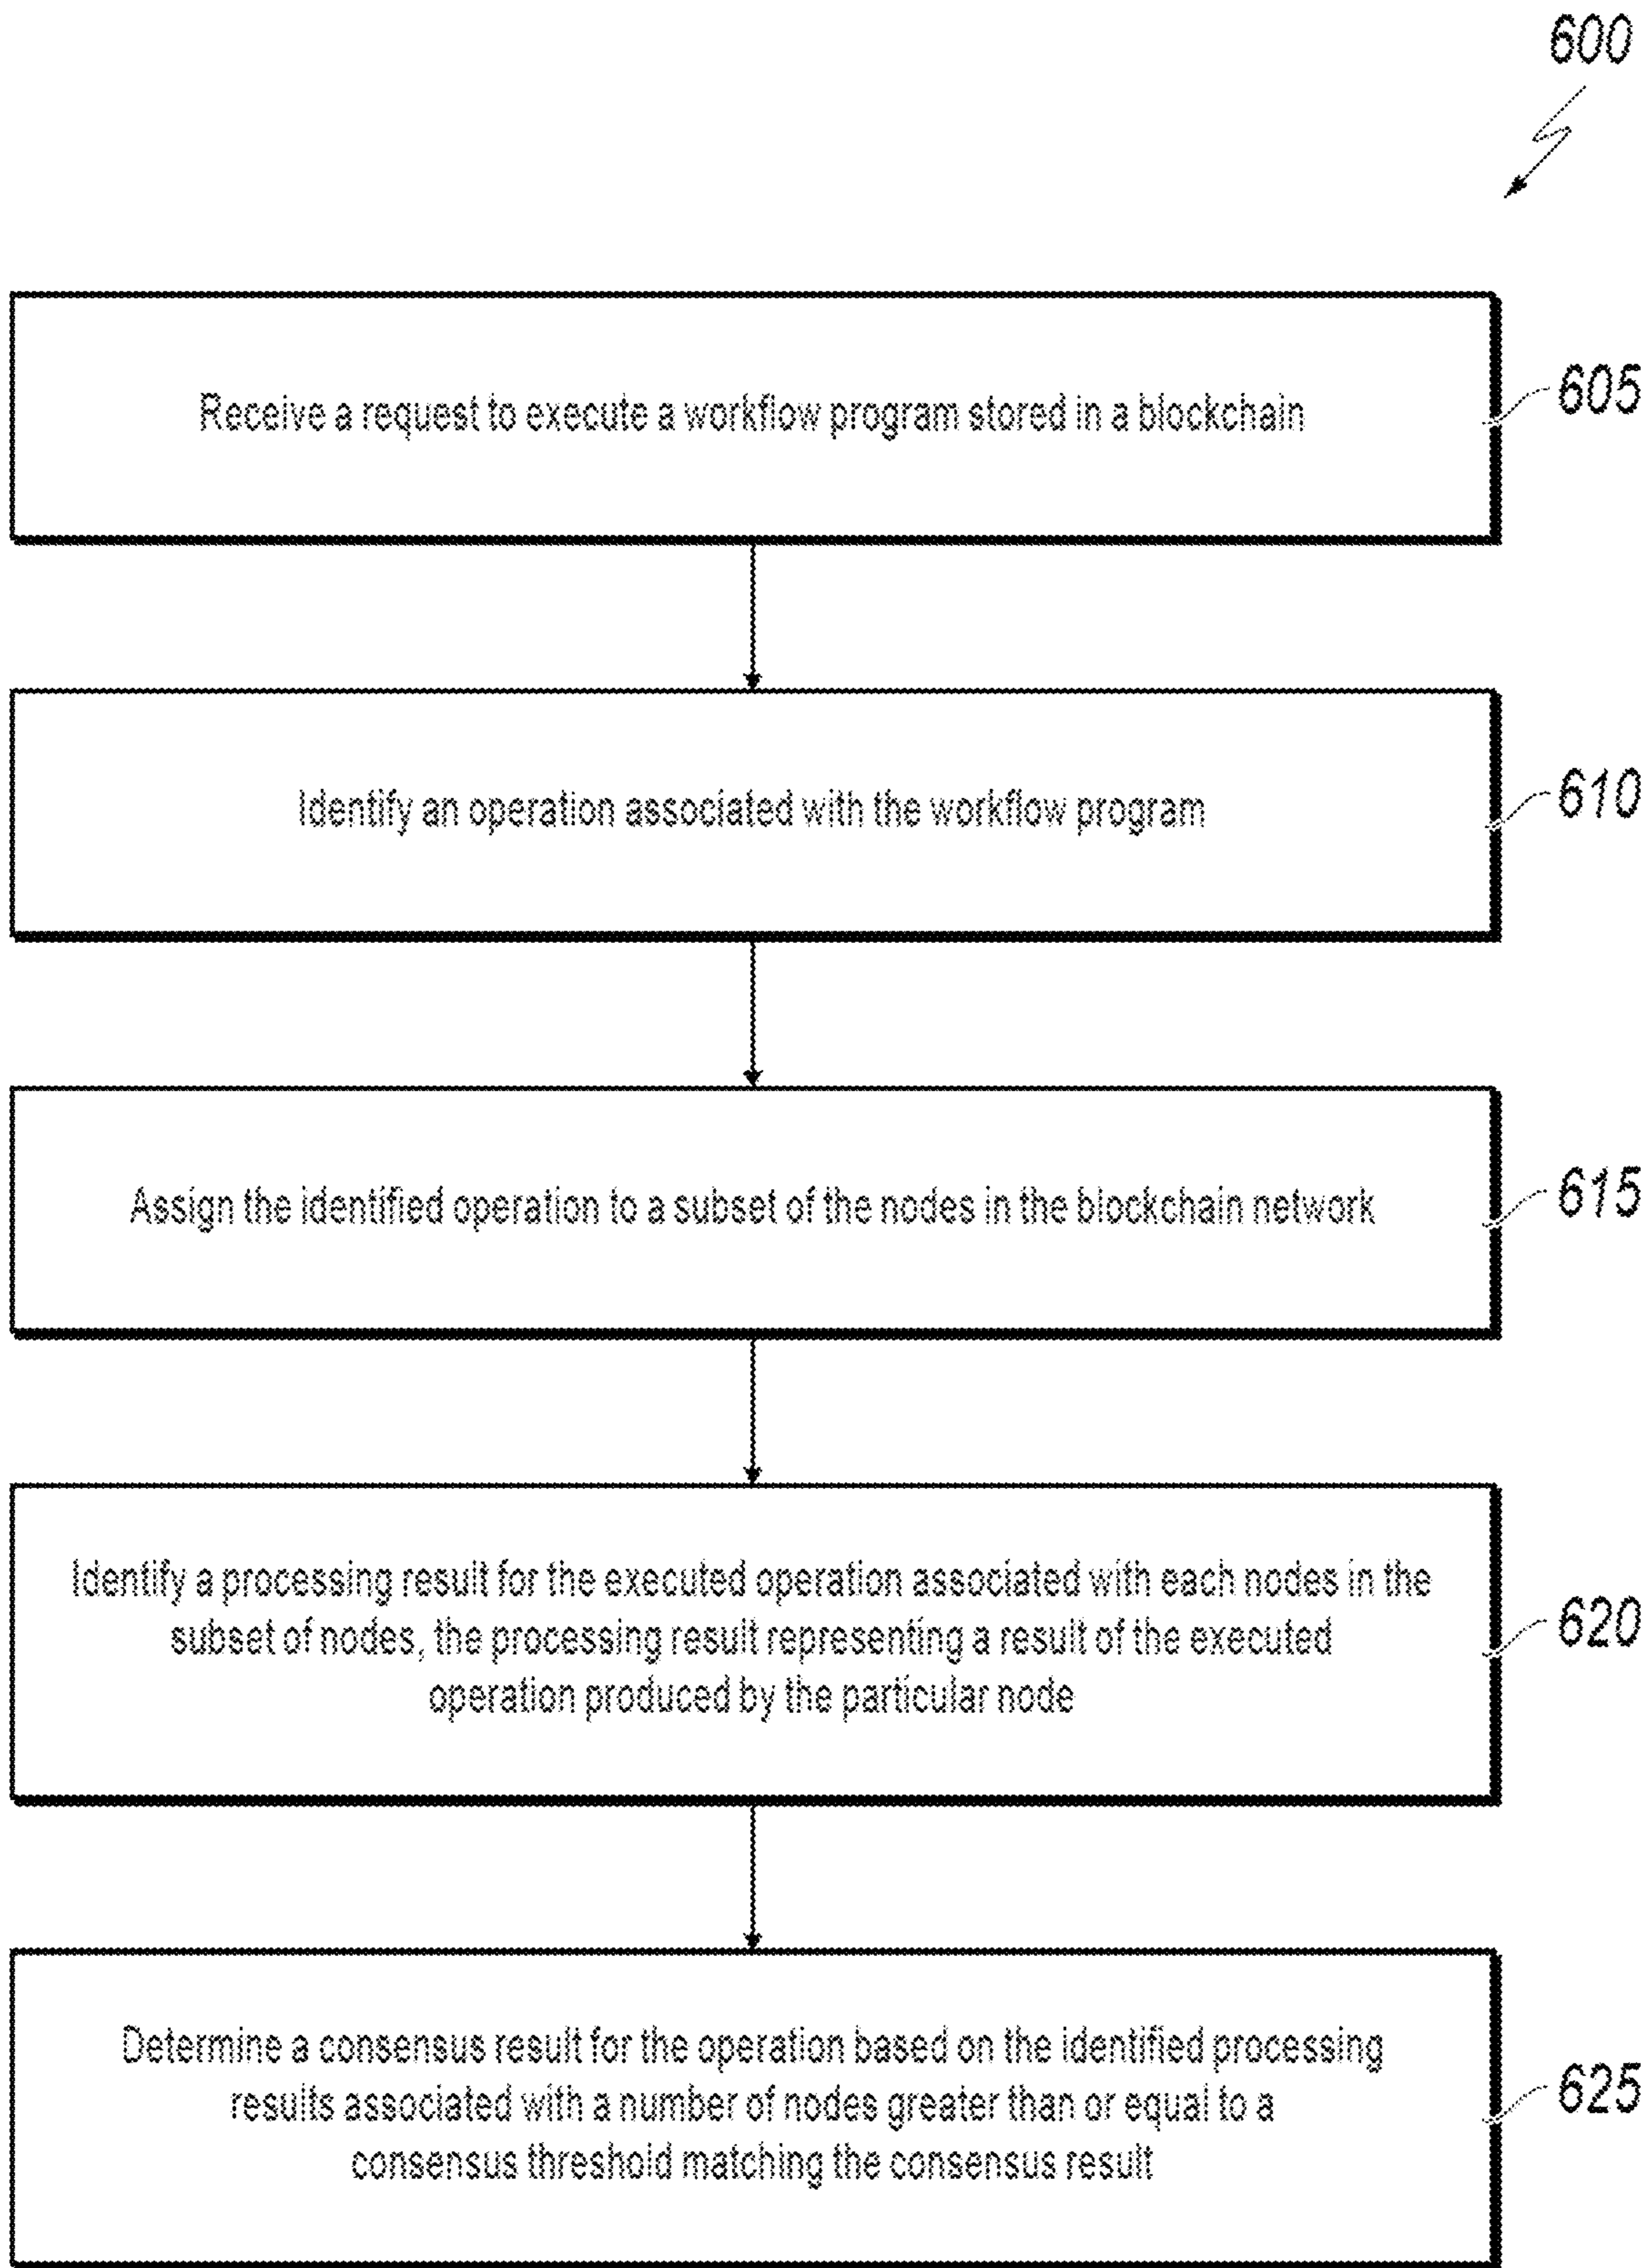 600
Receive a request to execute a workflow program stored in a blockchain
605
Identify an operation associated with the workflow program
610
Assign the identified operation to a subset of the nodes in the blockchain network
615
Identify a processing result for the executed operation associated with each nodes in the
subset of nodes, the processing result representing a result of the executed
operation produced by the particular node
620
Determine a consensus result for the operation based on the identified processing
results associated with a number of nodes greater than or equal to a
consensus threshold matching the consensus result
625